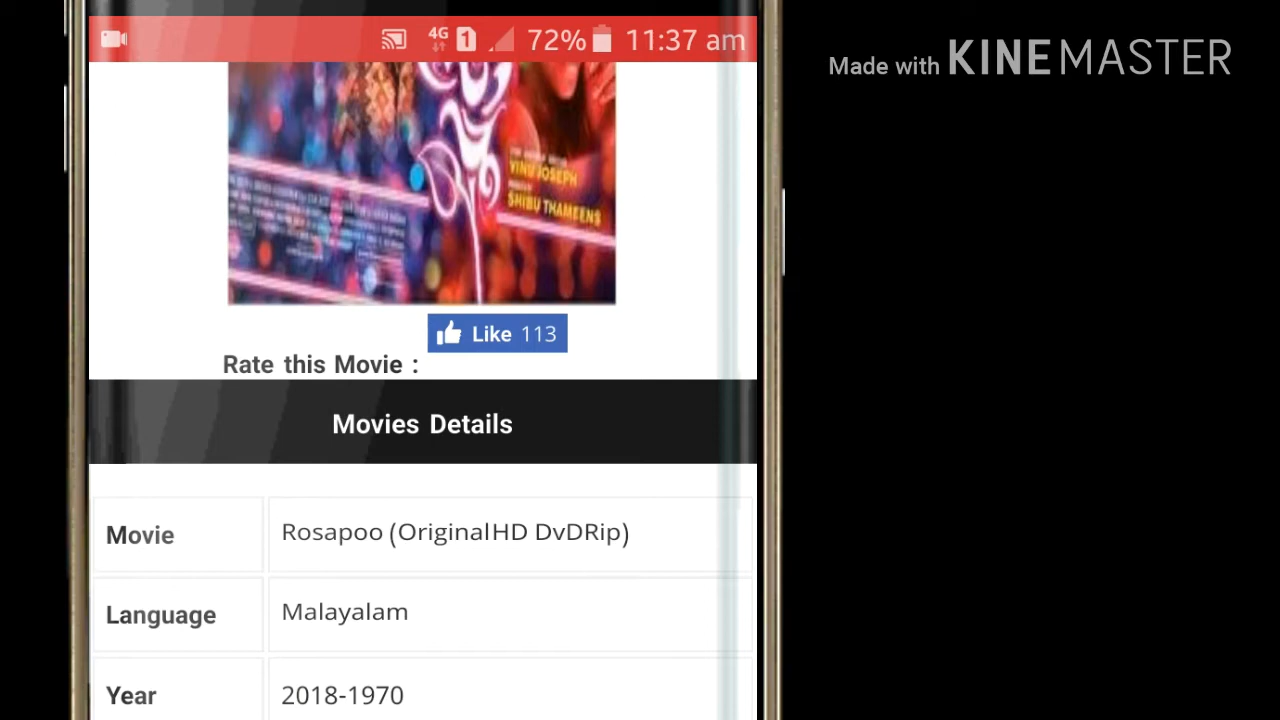 4G 1 72% 11:37 am
Made with KINEMASTER
VINU JOSEPH
SHIBU THAMEENS
Like 113
Rate this Movie :
Movies Details
Movie Rosapoo (OriginalHD DvDRip)
Language Malayalam
Year 2018-1970